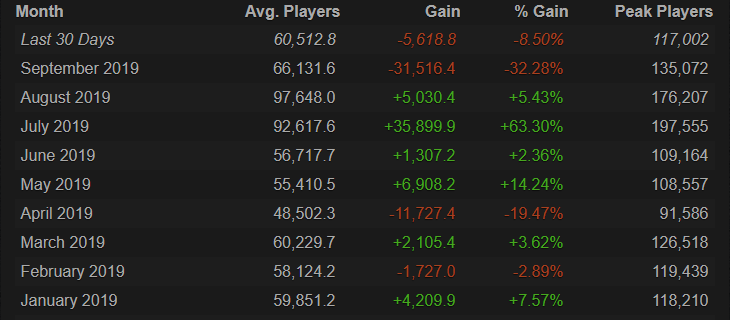 Month Avg. Players Gain % Gain Peak Players
Last 30 Days 60,512.8 -5,618.8 -8.50% 117,002
September 2019 66,131.6 -31,516.4 -32.28% 135,072
August 2019 97,648.0 +5,030.4 +5.43% 176,207
July 2019 92,617.6 +35,899.9 +63.30% 197,555
June 2019 56,717.7 +1,307.2 +2.36% 109,164
May 2019 55,410.5 +6,908.2 +14.24% 108,557
April 2019 48,502.3 -11,727.4 -19.47% 91,586
March 2019 60,229.7 +2,105.4 +3.62% 126,518
February 2019 58,124.2 -1,727.0 -2.89% 119,439
January 2019 59,851.2 +4,209.9 +7.57% 118,210